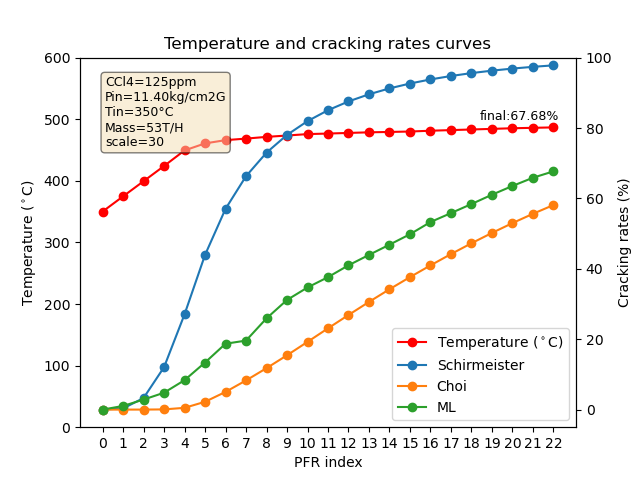 Temperature and cracking rates curves
CCl4=125ppm
Pin=11.40kg/cm2G
Tin=350°C
Mass=53T/H
scale=30
final:67.68%
600
500
400
300
200
100
0
Temperature (°C)
100
80
60
40
20
0
Cracking rates (%)
Temperature (°C)
Schirmeister
Choi
ML
0 1 2 3 4 5 6 7 8 9 10 11 12 13 14 15 16 17 18 19 20 21 22
PFR index